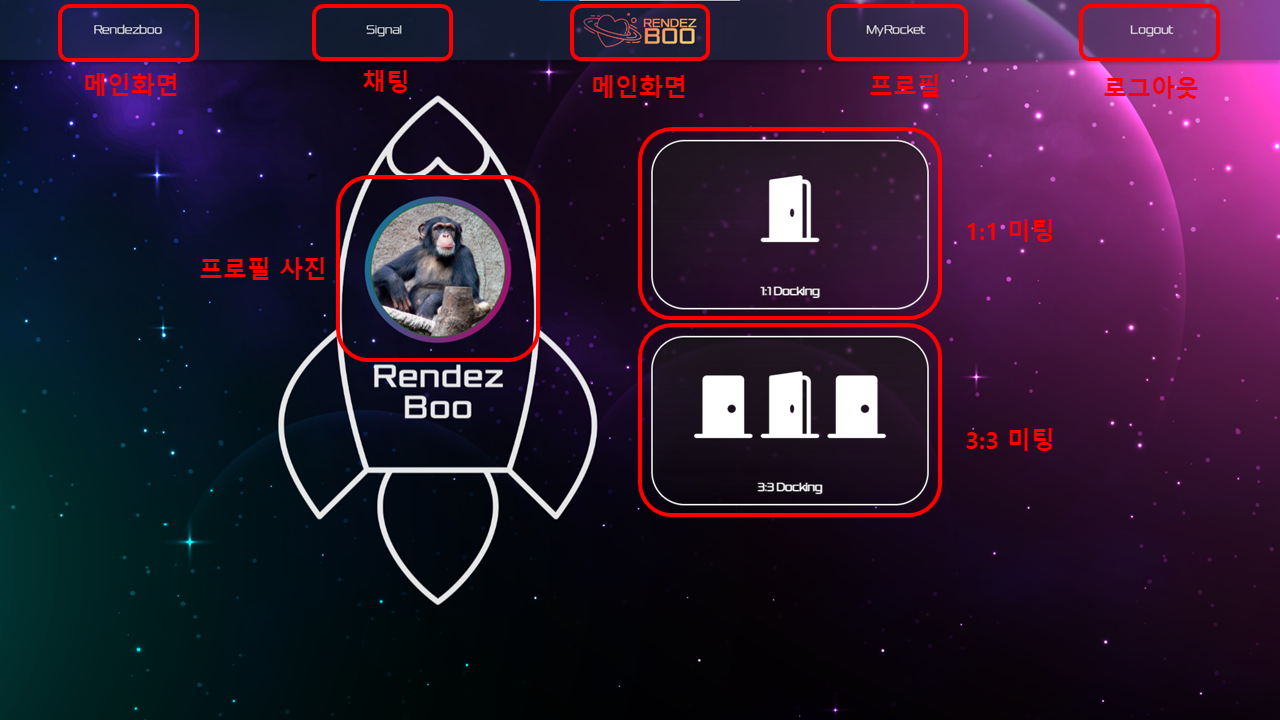 Rendezboo
Signal
RENDEZ
BOO
MyRocket
Logout
메인화면
채팅
메인화면
프로필
로그아웃
프로필 사진
Rendez
Boo
1:1 Docking
1:1 미팅
3:3 Docking
3:3 미팅